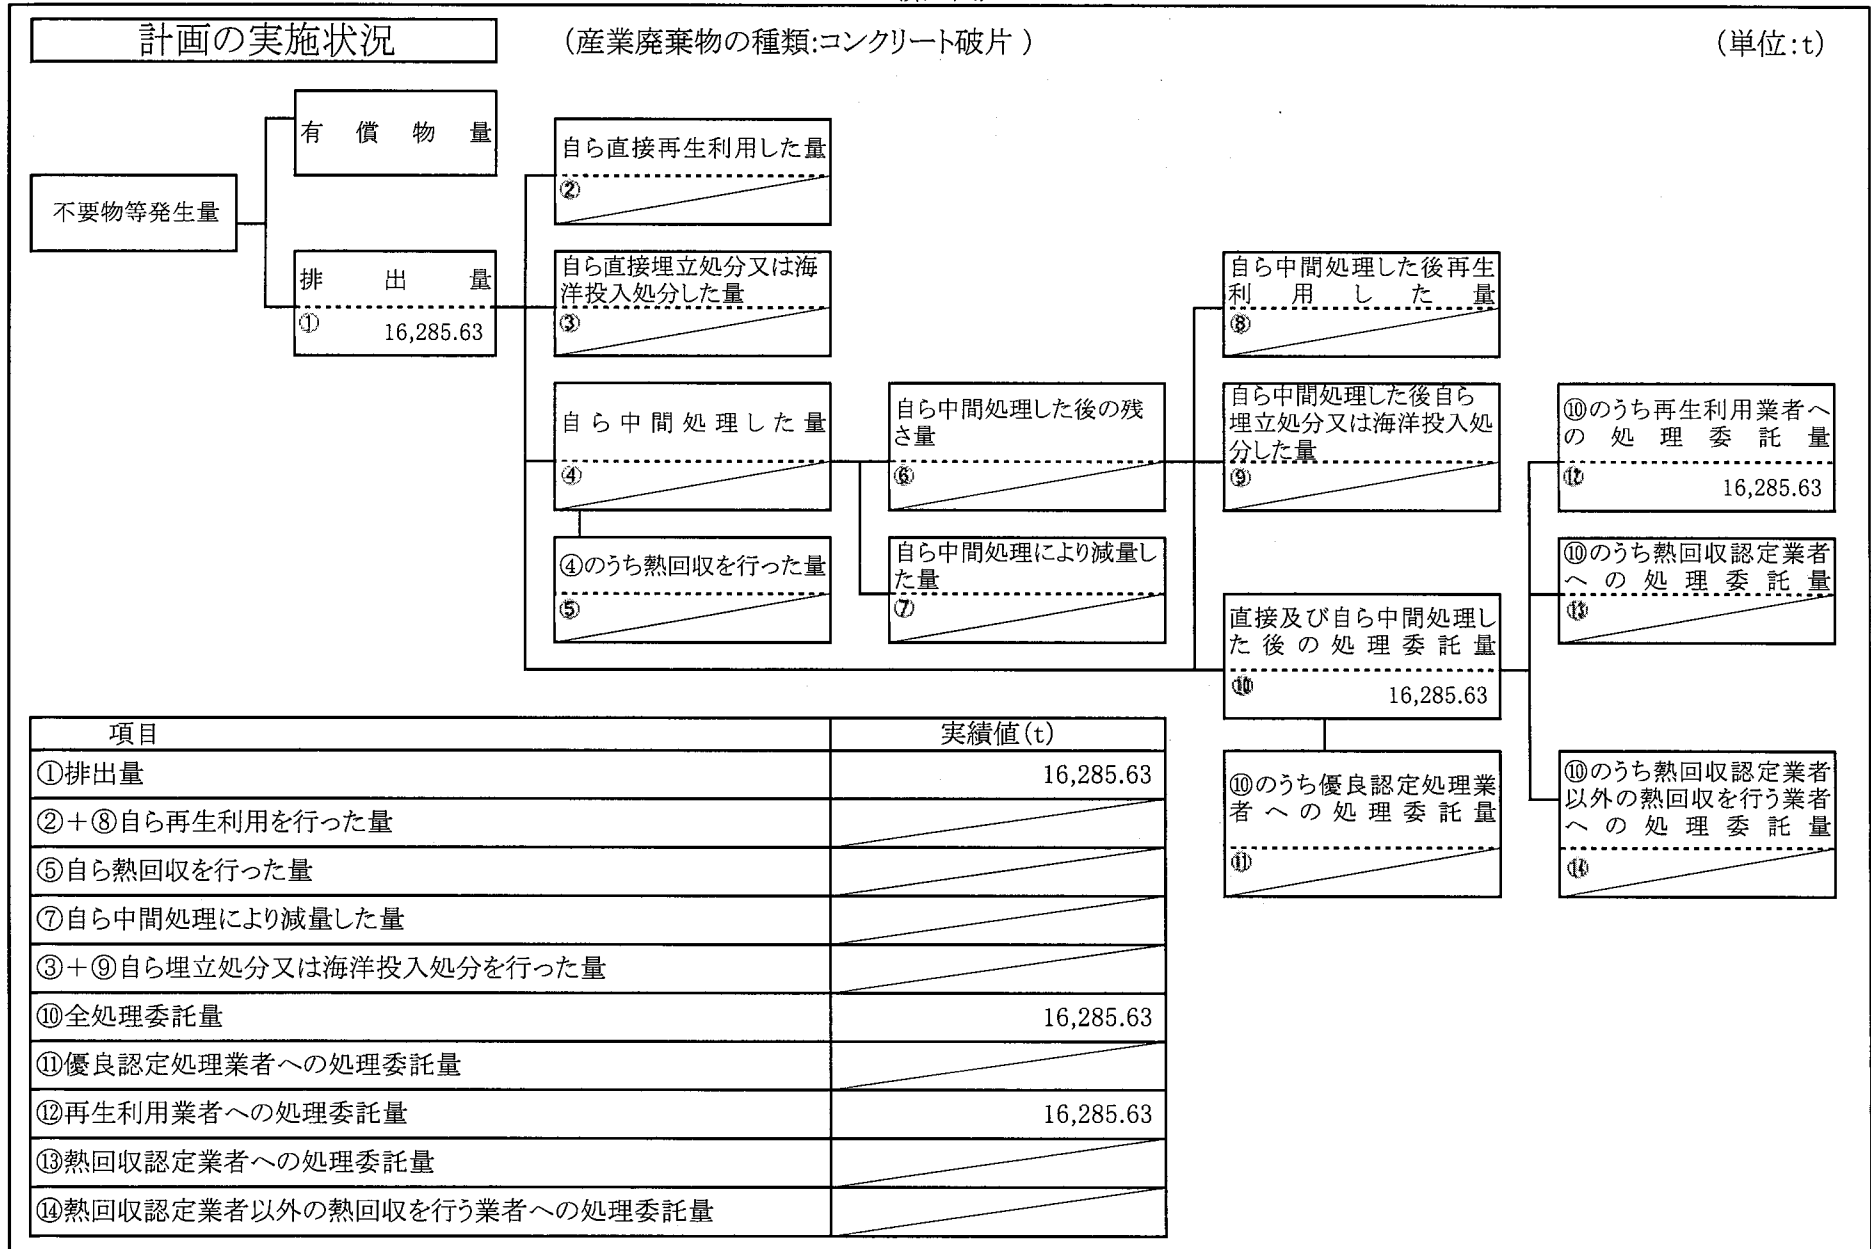 計画の実施状況
(産業廃棄物の種類:コンクリート破片 )
(単位:t)
不要物等発生量
有償物量
排出量
① 16,285.63
自ら直接再生利用した量
②
自ら直接埋立処分又は海
洋投入処分した量
③
自ら中間処理した量
④
④のうち熱回収を行った量
⑤
自ら中間処理した後の残
さ量
⑥
自ら中間処理により減量し
た量
⑦
自ら中間処理した後再生
利用した量
⑧
自ら中間処理した後自ら
埋立処分又は海洋投入処
分した量
⑨
直接及び自ら中間処理し
た後の処理委託量
⑩ 16,285.63
⑩のうち優良認定処理業
者への処理委託量
⑪
⑩のうち再生利用業者へ
の処理委託量
⑫ 16,285.63
⑩のうち熱回収認定業者
への処理委託量
⑬
⑩のうち熱回収認定業者
以外の熱回収を行う業者
への処理委託量
⑭
項目 実績値(t)
①排出量 16,285.63
②+⑧自ら再生利用を行った量
⑤自ら熱回収を行った量
⑦自ら中間処理により減量した量
③+⑨自ら埋立処分又は海洋投入処分を行った量
⑩全処理委託量 16,285.63
⑪優良認定処理業者への処理委託量
⑫再生利用業者への処理委託量 16,285.63
⑬熱回収認定業者への処理委託量
⑭熱回収認定業者以外の熱回収を行う業者への処理委託量